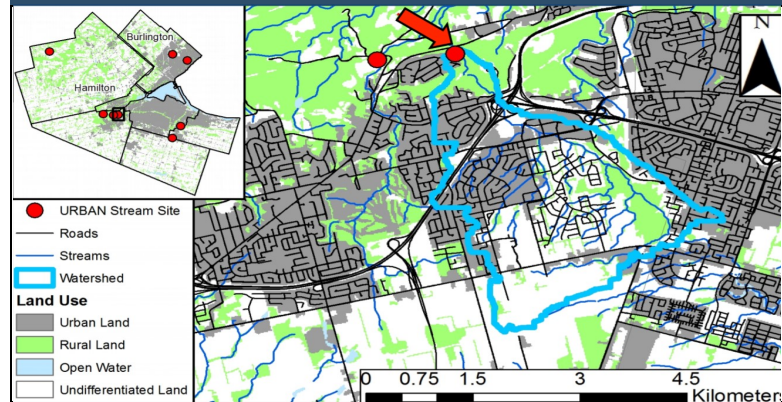 Burlington
Hamilton
N
URBAN Stream Site
Roads
Streams
Watershed
Land Use
Urban Land
Rural Land
Open Water
Undifferentiated Land
0 0.75 1.5 3 4.5
Kilometer